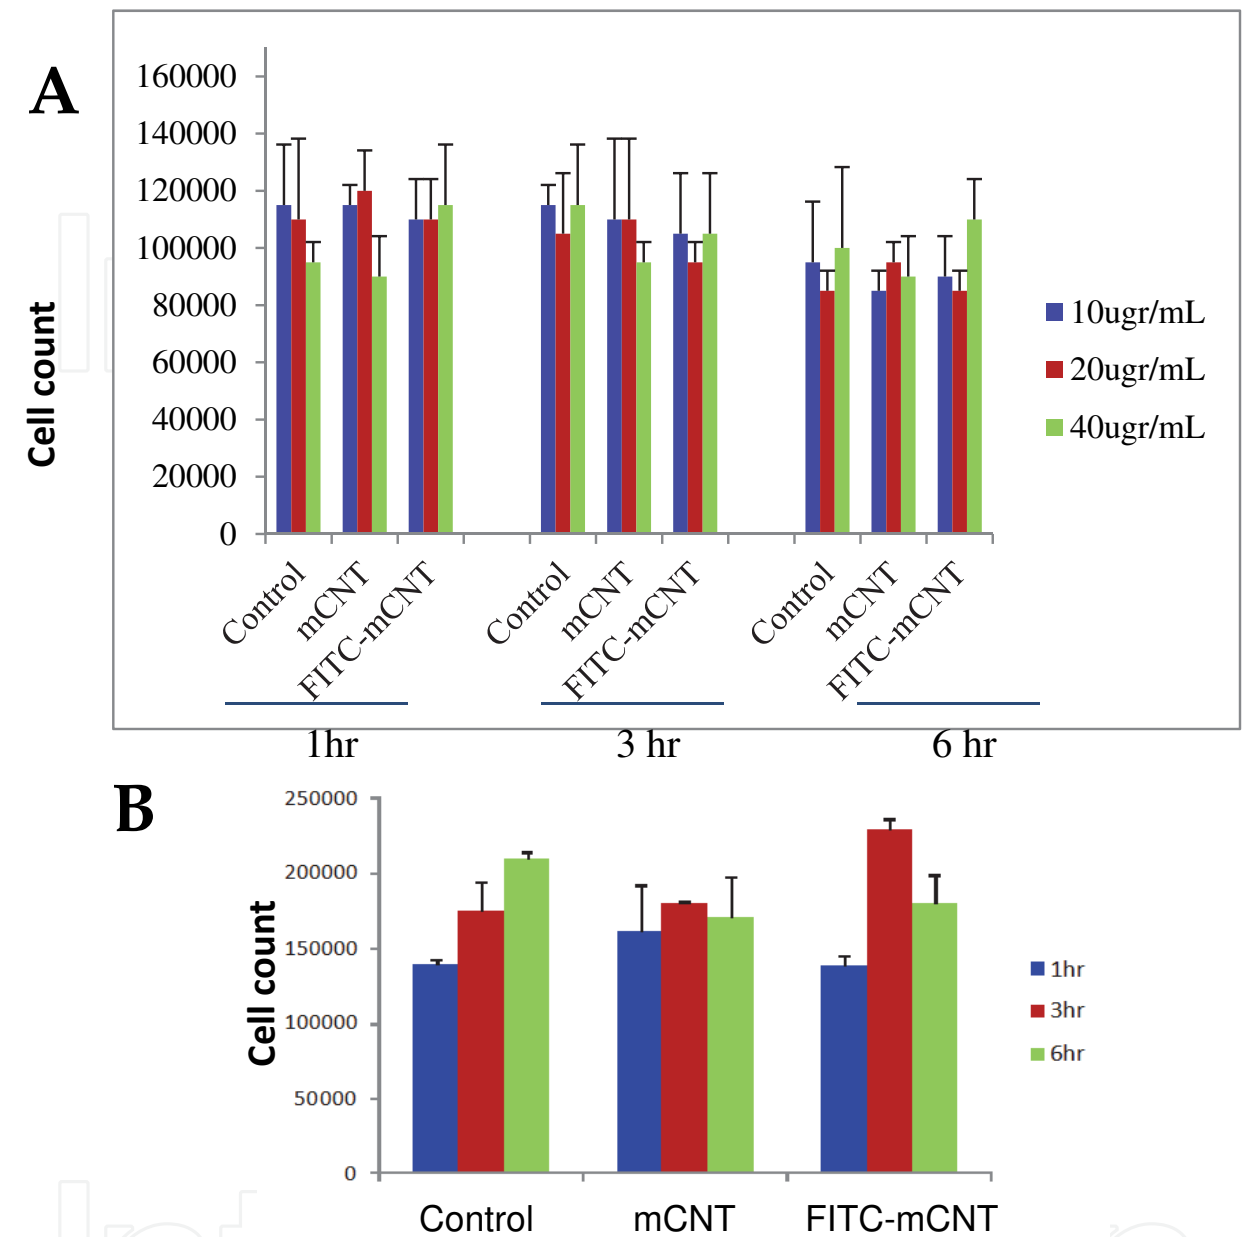 A
Cell count
160000
140000
120000
100000
80000
60000
40000
20000
0
10ugr/mL
20ugr/mL
40ugr/mL
Control
mCNT
FITC-mCNT
Control
mCNT
FITC-mCNT
Control
mCNT
FITC-mCNT
1hr
3 hr
6 hr
B
Cell count
250000
200000
150000
100000
50000
0
1hr
3hr
6hr
Control
mCNT
FITC-mCNT